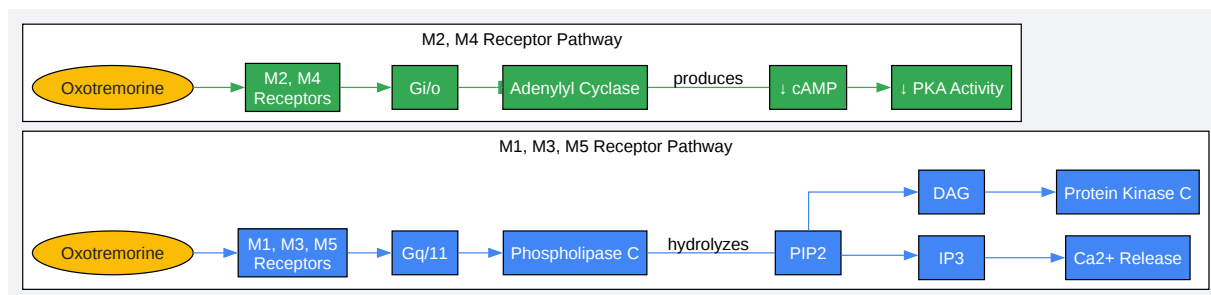 M2, M4 Receptor Pathway
Oxotremorine
M2, M4
Receptors
Gi/o
Adenylyl Cyclase
produces
↓ cAMP
↓ PKA Activity
M1, M3, M5 Receptor Pathway
Oxotremorine
M1, M3, M5
Receptors
Gq/11
Phospholipase C
hydrolyzes
PIP2
DAG
Protein Kinase C
IP3
Ca2+ Release